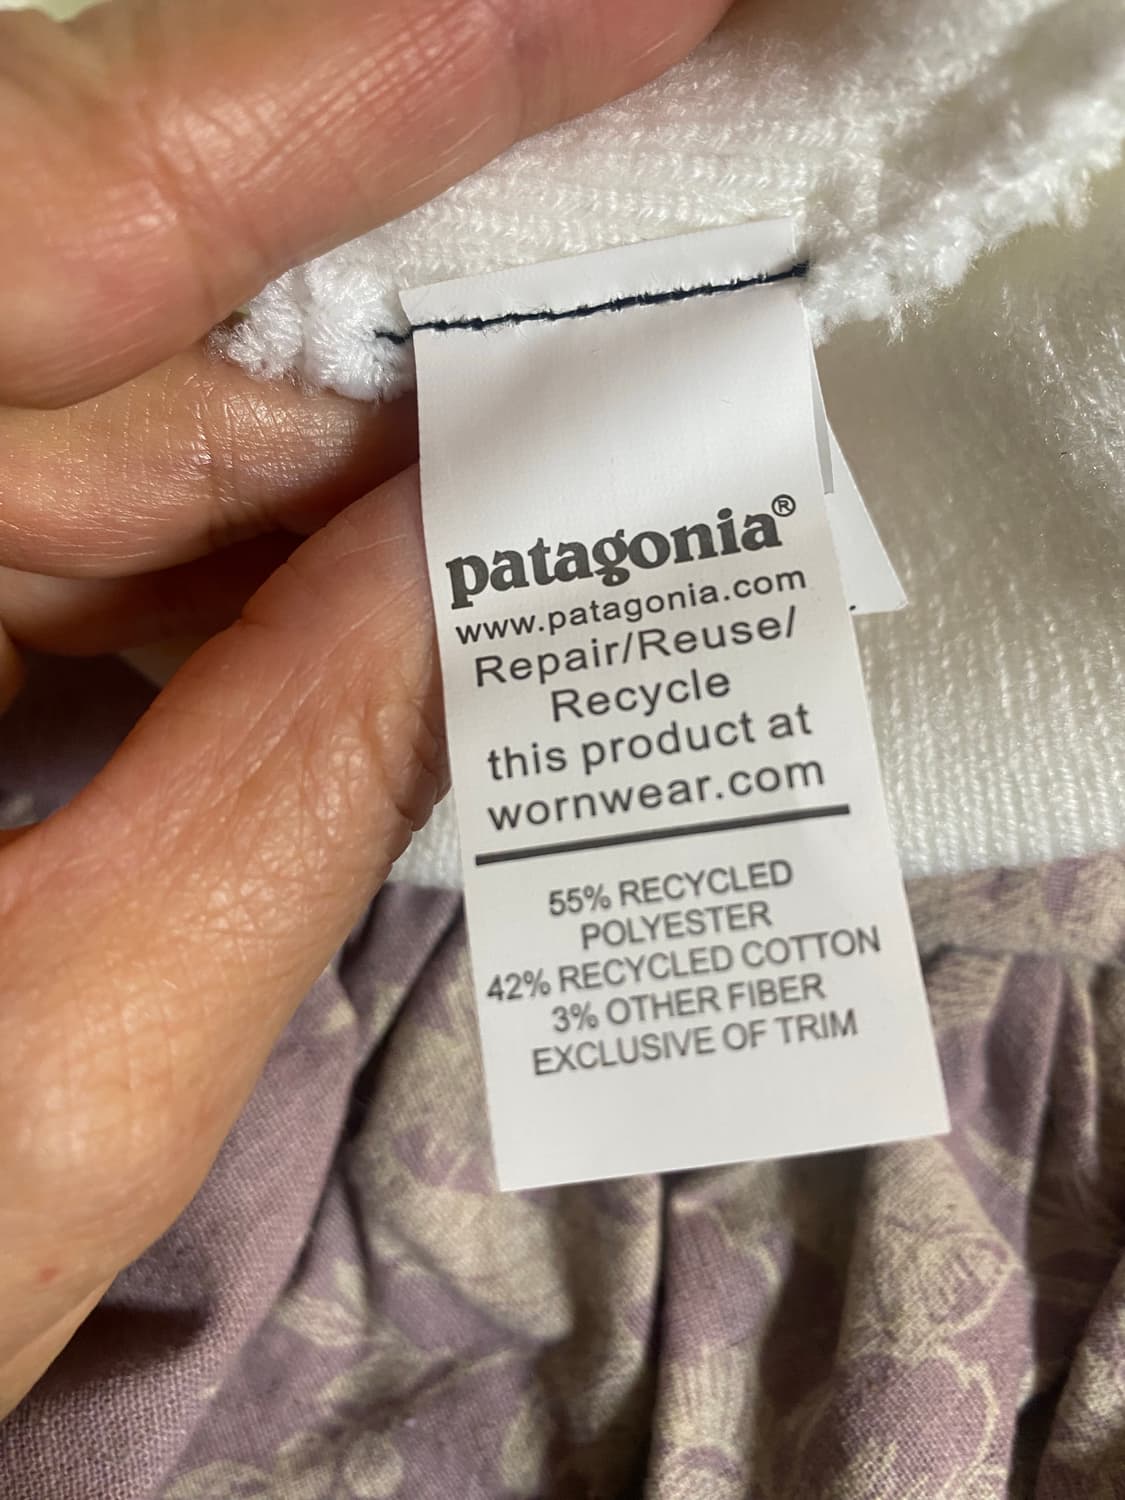 patagonia®
www.patagonia.com
Repair/Reuse/
Recycle
this product at
wornwear.com
55% RECYCLED
POLYESTER
42% RECYCLED COTTON
3% OTHER FIBER
EXCLUSIVE OF TRIM